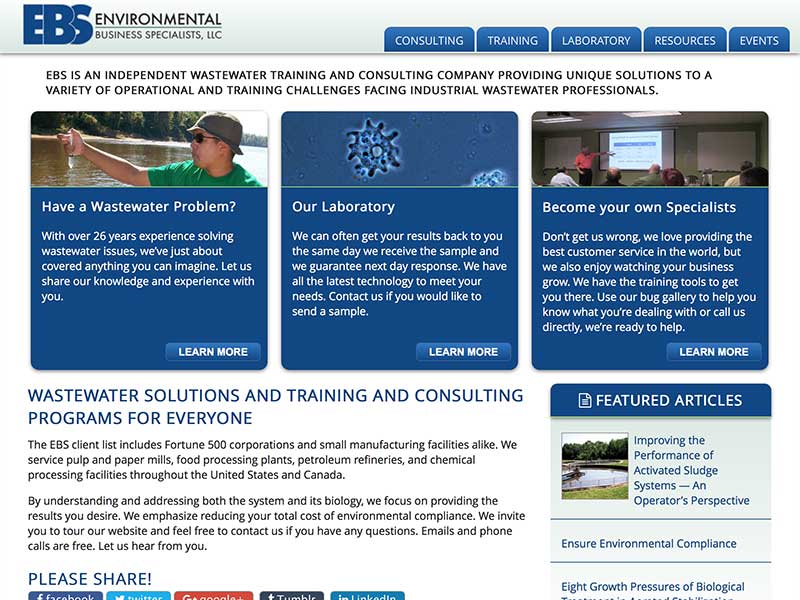 EBS ENVIRONMENTAL
BUSINESS SPECIALISTS, LLC
CONSULTING TRAINING LABORATORY RESOURCES EVENTS
EBS IS AN INDEPENDENT WASTEWATER TRAINING AND CONSULTING COMPANY PROVIDING UNIQUE SOLUTIONS TO A
VARIETY OF OPERATIONAL AND TRAINING CHALLENGES FACING INDUSTRIAL WASTEWATER PROFESSIONALS.
Have a Wastewater Problem?
With over 26 years experience solving
wastewater issues, we've just about
covered anything you can imagine. Let us
share our knowledge and experience with
you.
LEARN MORE
Our Laboratory
We can often get your results back to you
the same day we receive the sample and
we guarantee next day response. We have
all the latest technology to meet your
needs. Contact us if you would like to
send a sample.
LEARN MORE
Become your own Specialists
Don't get us wrong, we love providing the
best customer service in the world, but
we also enjoy watching your business
grow. We have the training tools to get
you there. Use our bug gallery to help you
know what you're dealing with or call us
directly, we're ready to help.
LEARN MORE
WASTEWATER SOLUTIONS AND TRAINING AND CONSULTING
PROGRAMS FOR EVERYONE
The EBS client list includes Fortune 500 corporations and small manufacturing facilities alike. We
service pulp and paper mills, food processing plants, petroleum refineries, and chemical
processing facilities throughout the United States and Canada.
By understanding and addressing both the system and its biology, we focus on providing the
results you desire. We emphasize reducing your total cost of environmental compliance. We invite
you to tour our website and feel free to contact us if you have any questions. Emails and phone
calls are free. Let us hear from you.
PLEASE SHARE!
facebook twitter google+ Tumblr LinkedIn
FEATURED ARTICLES
Improving the
Performance of
Activated Sludge
Systems — An
Operator's Perspective
Ensure Environmental Compliance
Eight Growth Pressures of Biological
Treatment in Aerated Stabilization